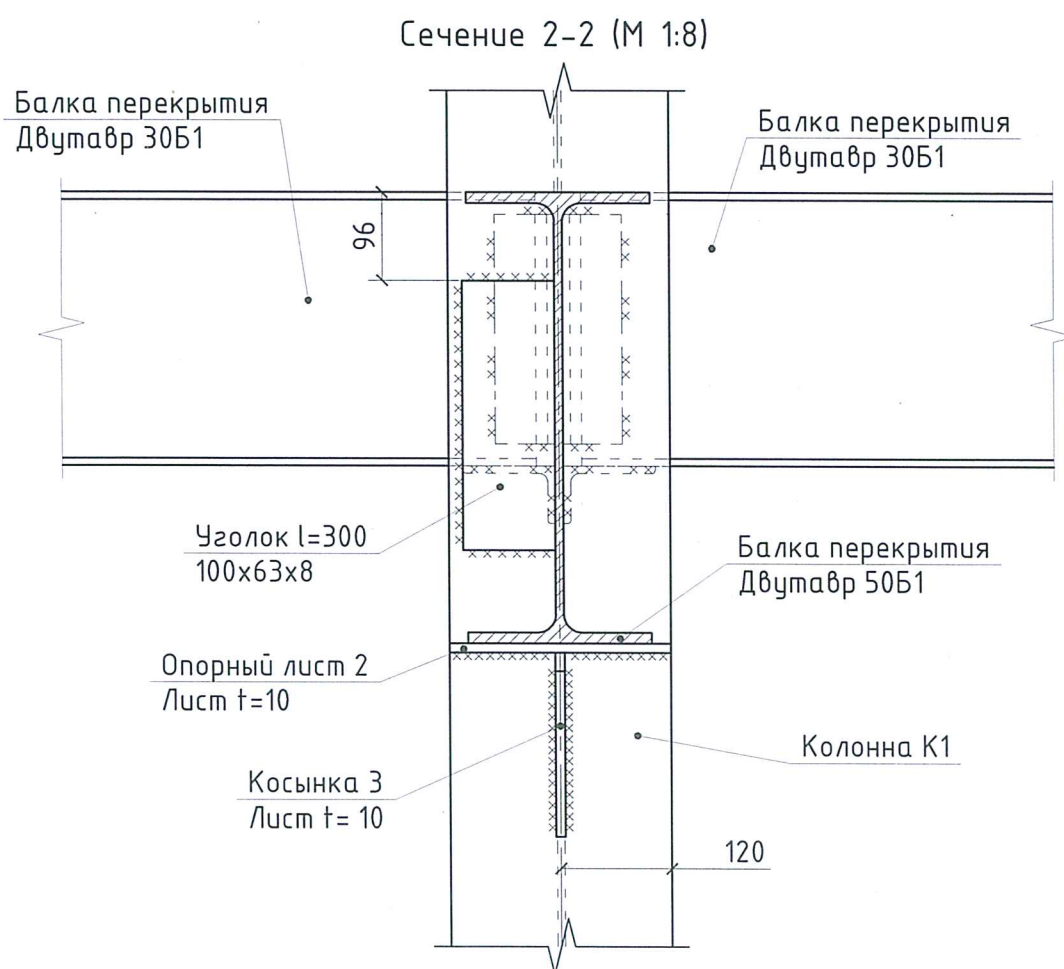 Сечение 2-2 (М 1:8)
Балка перекрытия
Двутавр 30Б1
Балка перекрытия
Двутавр 30Б1
96
Уголок l=300
100х63х8
Балка перекрытия
Двутавр 50Б1
Опорный лист 2
Лист t=10
Колонна К1
Косынка 3
Лист t= 10
120